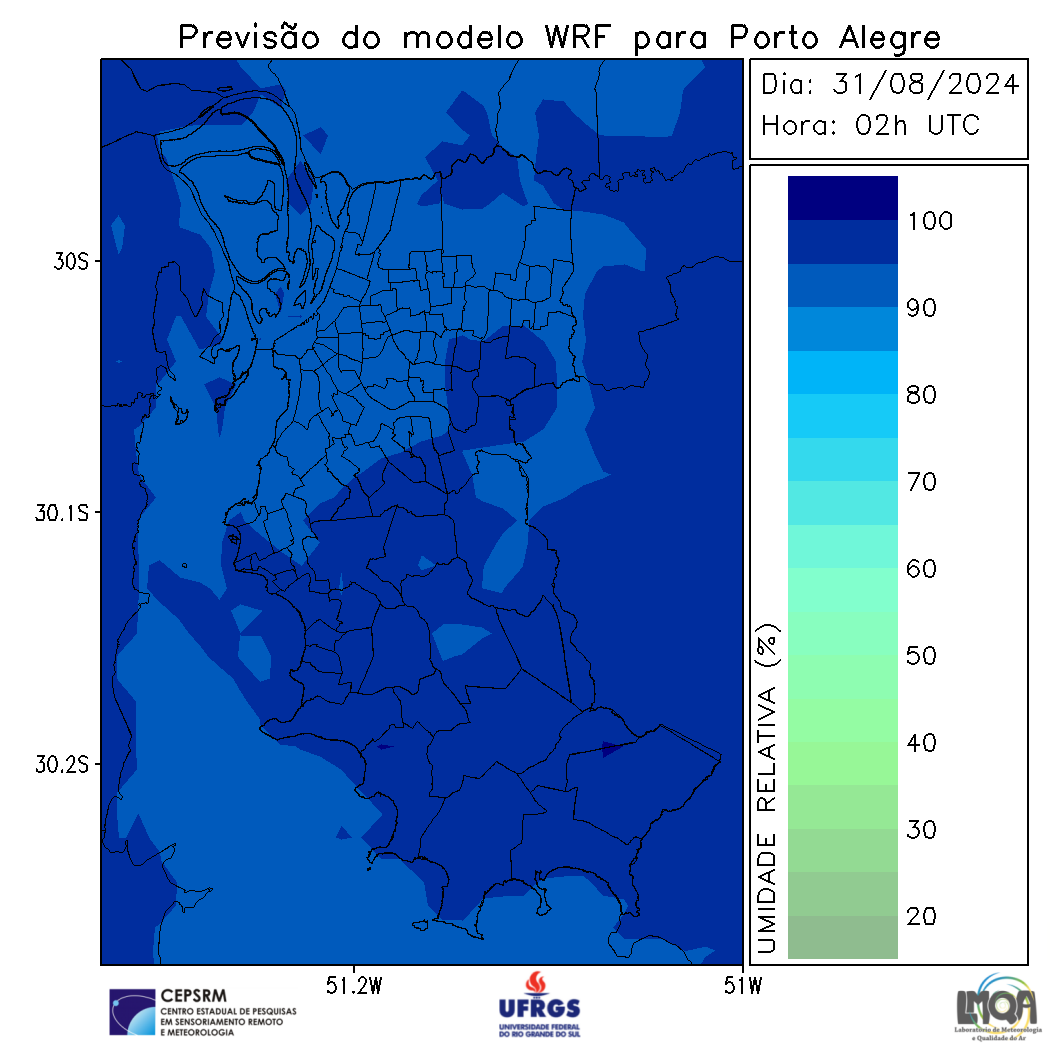 Previsão do modelo WRF para Porto Alegre
Dia: 31/08/2024
Hora: 02h UTC
100
90
80
70
60
50
40
30
20
UMIDADE RELATIVA (%)
30S
30.1S
30.2S
51.2W
51W
CEPSRM
CENTRO ESTADUAL DE PESQUISAS
EM SENSORIAMENTO REMOTO
E METEOROLOGIA
UFRGS
UNIVERSIDADE FEDERAL
DO RIO GRANDE DO SUL
LMQA
Laboratório de Meteorologia
e Qualidade do Ar